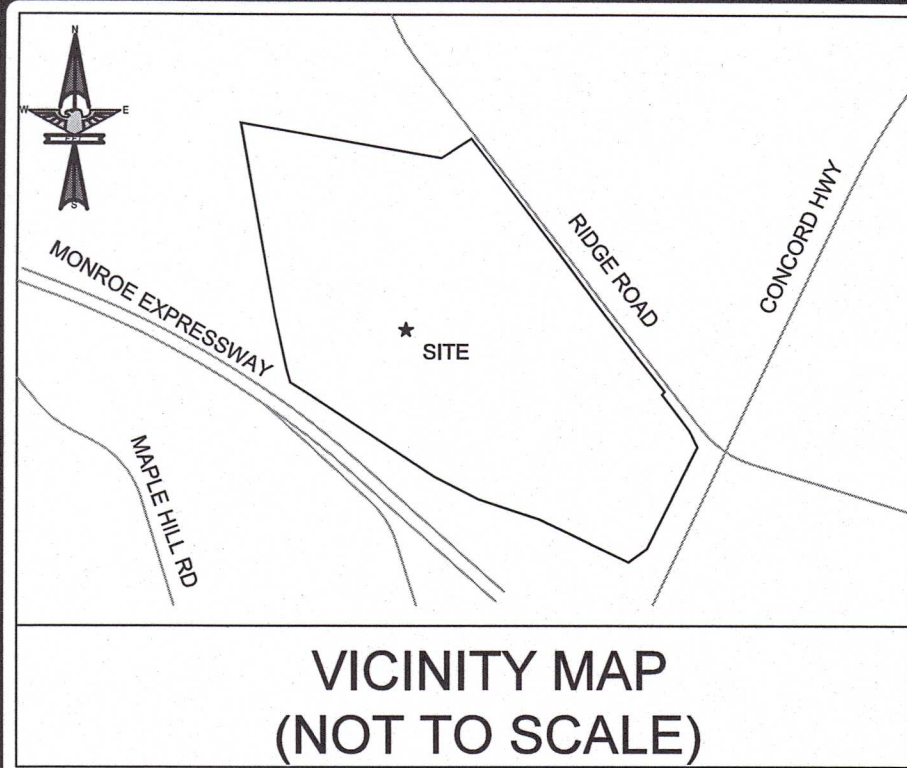 N
W
E
S
MONROE EXPRESSWAY
RIDGE ROAD
CONCORD HWY
SITE
MAPLE HILL RD
VICINITY MAP
(NOT TO SCALE)